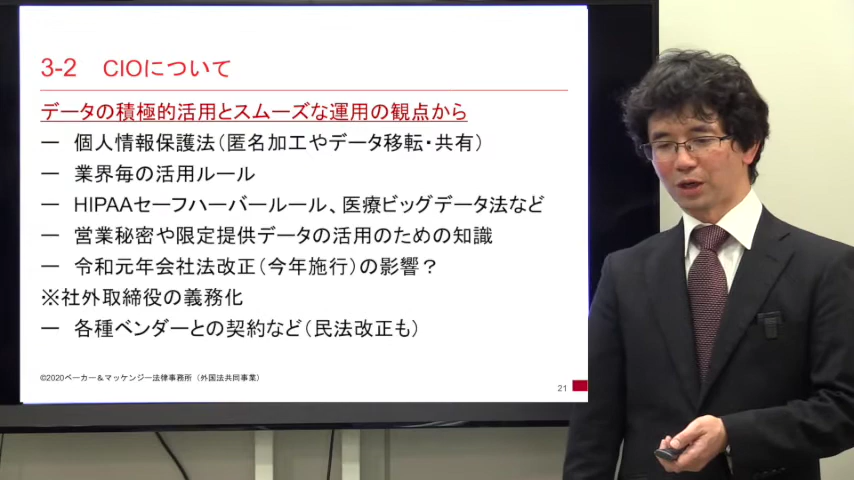 3-2 CIOについて
データの積極的活用とスムーズな運用の観点から
ー 個人情報保護法（匿名加工やデータ移転・共有）
ー 業界毎の活用ルール
ー HIPAAセーフハーバールール、医療ビッグデータ法など
ー 営業秘密や限定提供データの活用のための知識
ー 令和元年会社法改正（今年施行）の影響？
※社外取締役の義務化
ー 各種ベンダーとの契約など（民法改正も）
©2020ベーカー＆マッケンジー法律事務所（外国法共同事業）
21